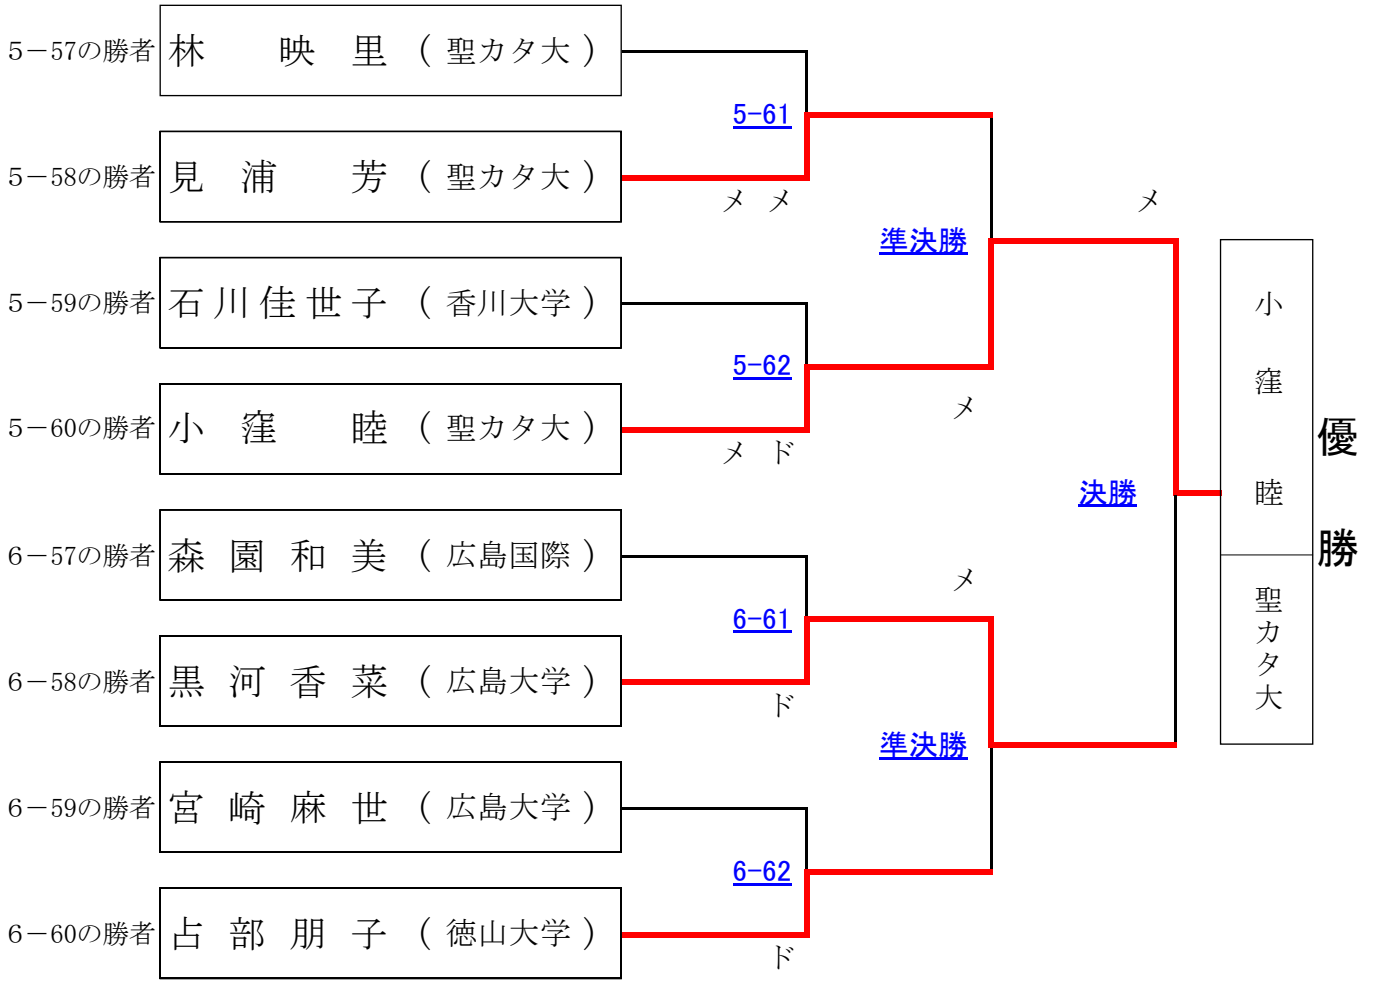 5－57の勝者 林 映里 ( 聖カタ大 )
5-61
5－58の勝者 見浦 芳 ( 聖カタ大 )
メ メ
メ
準決勝
5－59の勝者 石川佳世子 ( 香川大学 )
5-62
メ
5－60の勝者 小窪 睦 ( 聖カタ大 )
メ ド
決勝
小窪 睦
聖カタ大
優勝
6－57の勝者 森園和美 ( 広島国際 )
メ
6-61
6－58の勝者 黒河香菜 ( 広島大学 )
ド
準決勝
6－59の勝者 宮崎麻世 ( 広島大学 )
6-62
6－60の勝者 占部朋子 ( 徳山大学 )
ド